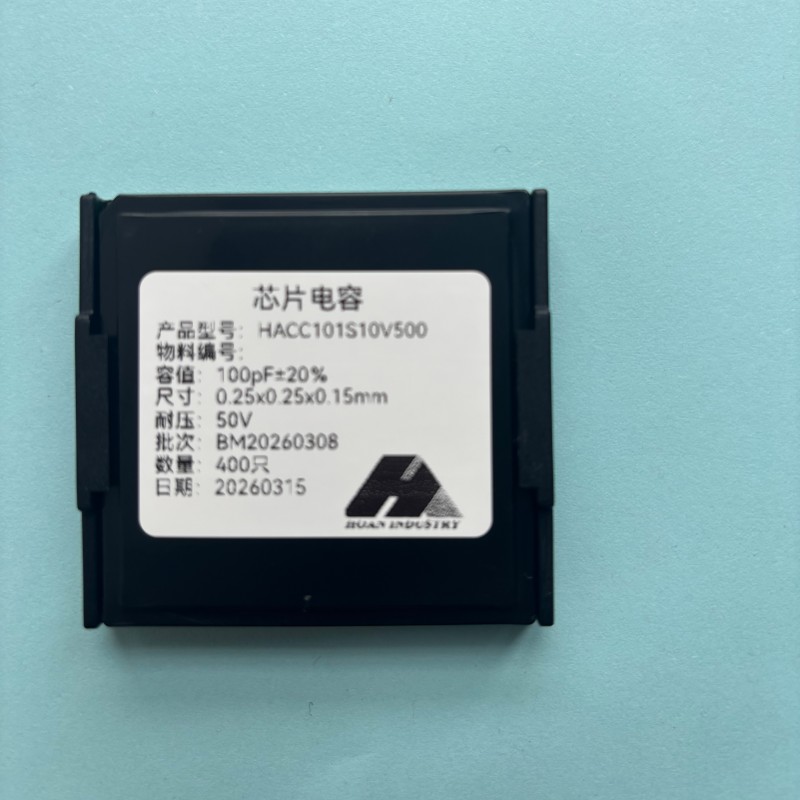 芯片电容
产品型号: HACC101S10V500
物料编号:
容值: 100pF±20%
尺寸: 0.25x0.25x0.15mm
耐压: 50V
批次: BM20260308
数量: 400只
日期: 20260315
HOAN INDUSTRY